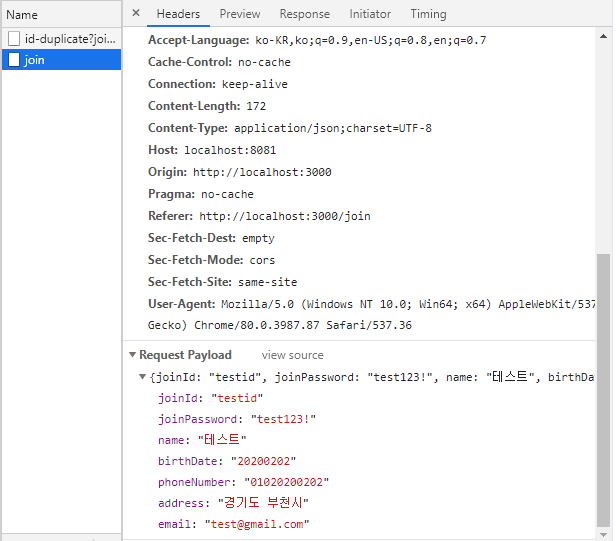 Name
id-duplicate?joi...
join
× Headers Preview Response Initiator Timing
Accept-Language: ko-KR,ko;q=0.9,en-US;q=0.8,en;q=0.7
Cache-Control: no-cache
Connection: keep-alive
Content-Length: 172
Content-Type: application/json;charset=UTF-8
Host: localhost:8081
Origin: http://localhost:3000
Pragma: no-cache
Referer: http://localhost:3000/join
Sec-Fetch-Dest: empty
Sec-Fetch-Mode: cors
Sec-Fetch-Site: same-site
User-Agent: Mozilla/5.0 (Windows NT 10.0; Win64; x64) AppleWebKit/537
Gecko) Chrome/80.0.3987.87 Safari/537.36
Request Payload view source
{joinId: "testid", joinPassword: "test123!", name: "테스트", birthDa
joinId: "testid"
joinPassword: "test123!"
name: "테스트"
birthDate: "20200202"
phoneNumber: "01020200202"
address: "경기도 부천시"
email: "test@gmail.com"